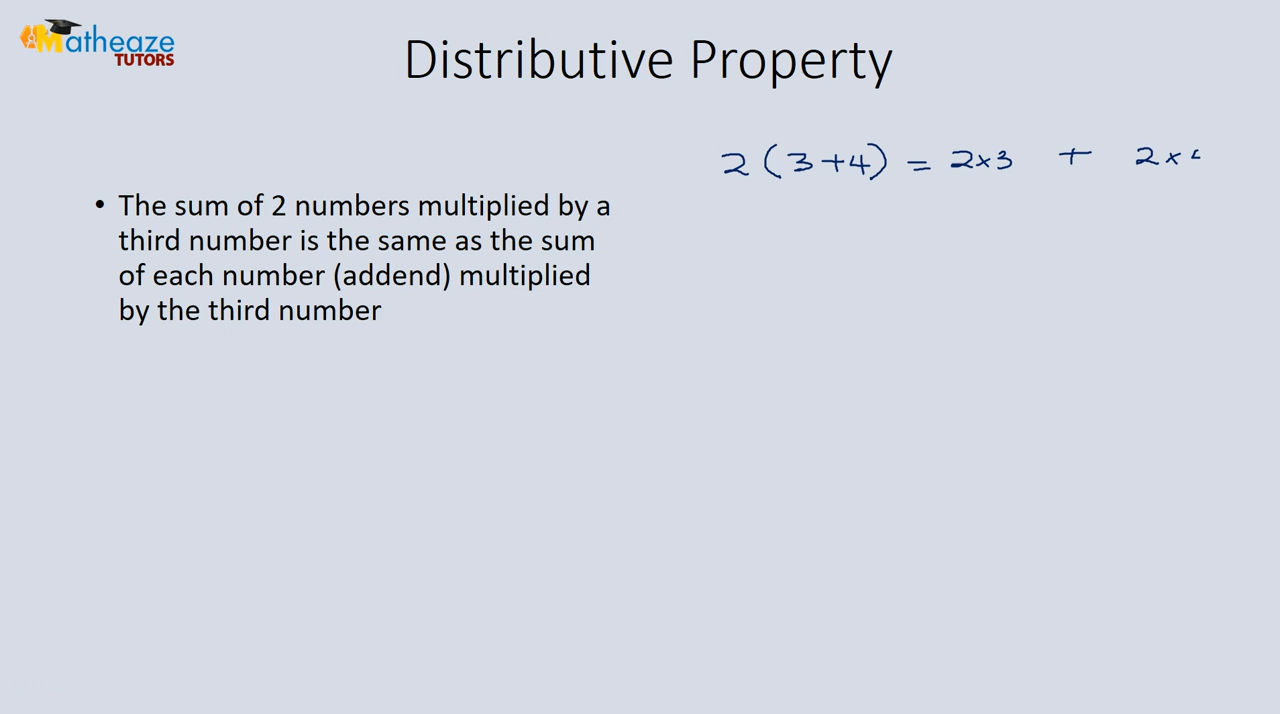 Matheaze
TUTORS
Distributive Property
2 (3+4) = 2×3 + 2×
• The sum of 2 numbers multiplied by a
third number is the same as the sum
of each number (addend) multiplied
by the third number